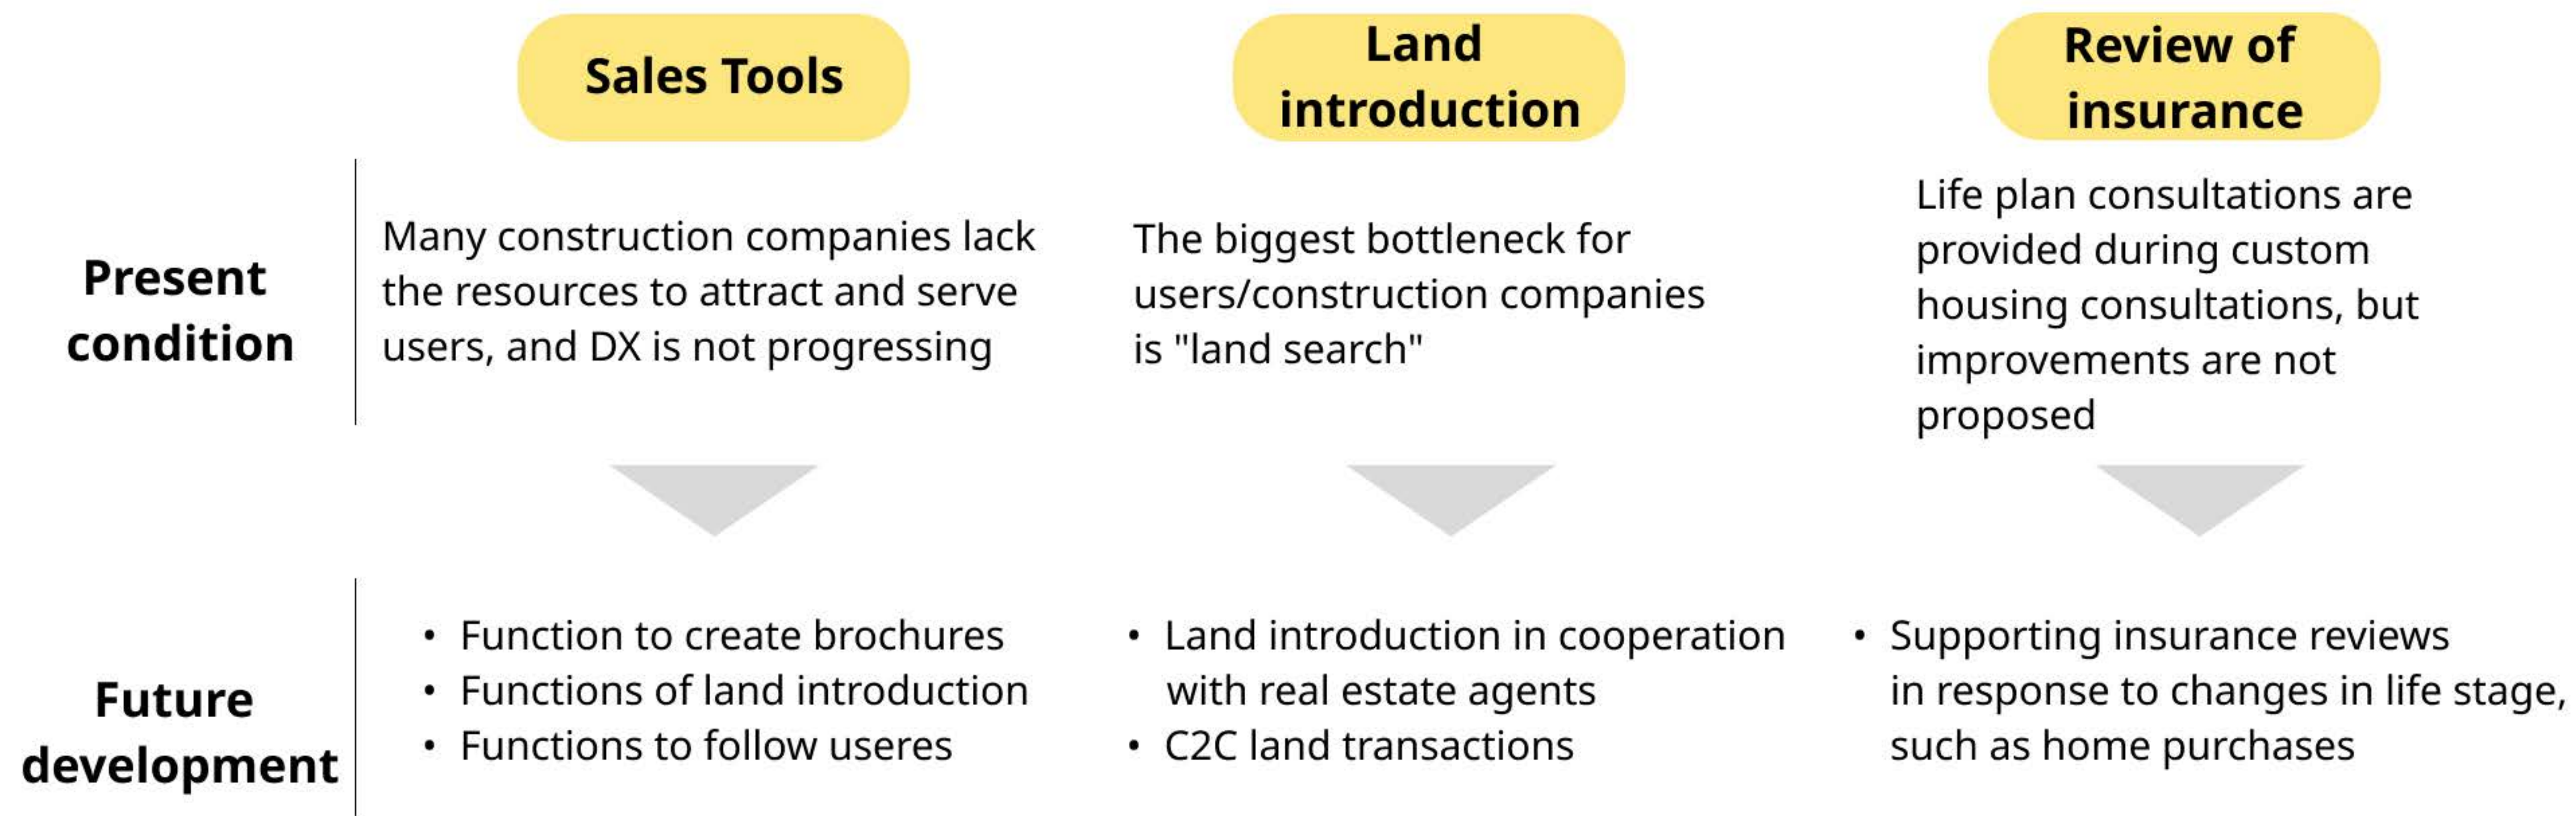 Sales Tools
Land
introduction
Review of
insurance
Present
condition
Many construction companies lack
the resources to attract and serve
users, and DX is not progressing
The biggest bottleneck for
users/construction companies
is "land search"
Life plan consultations are
provided during custom
housing consultations, but
improvements are not
proposed
Future
development
• Function to create brochures
• Functions of land introduction
• Functions to follow useres
• Land introduction in cooperation
with real estate agents
• C2C land transactions
• Supporting insurance reviews
in response to changes in life stage,
such as home purchases